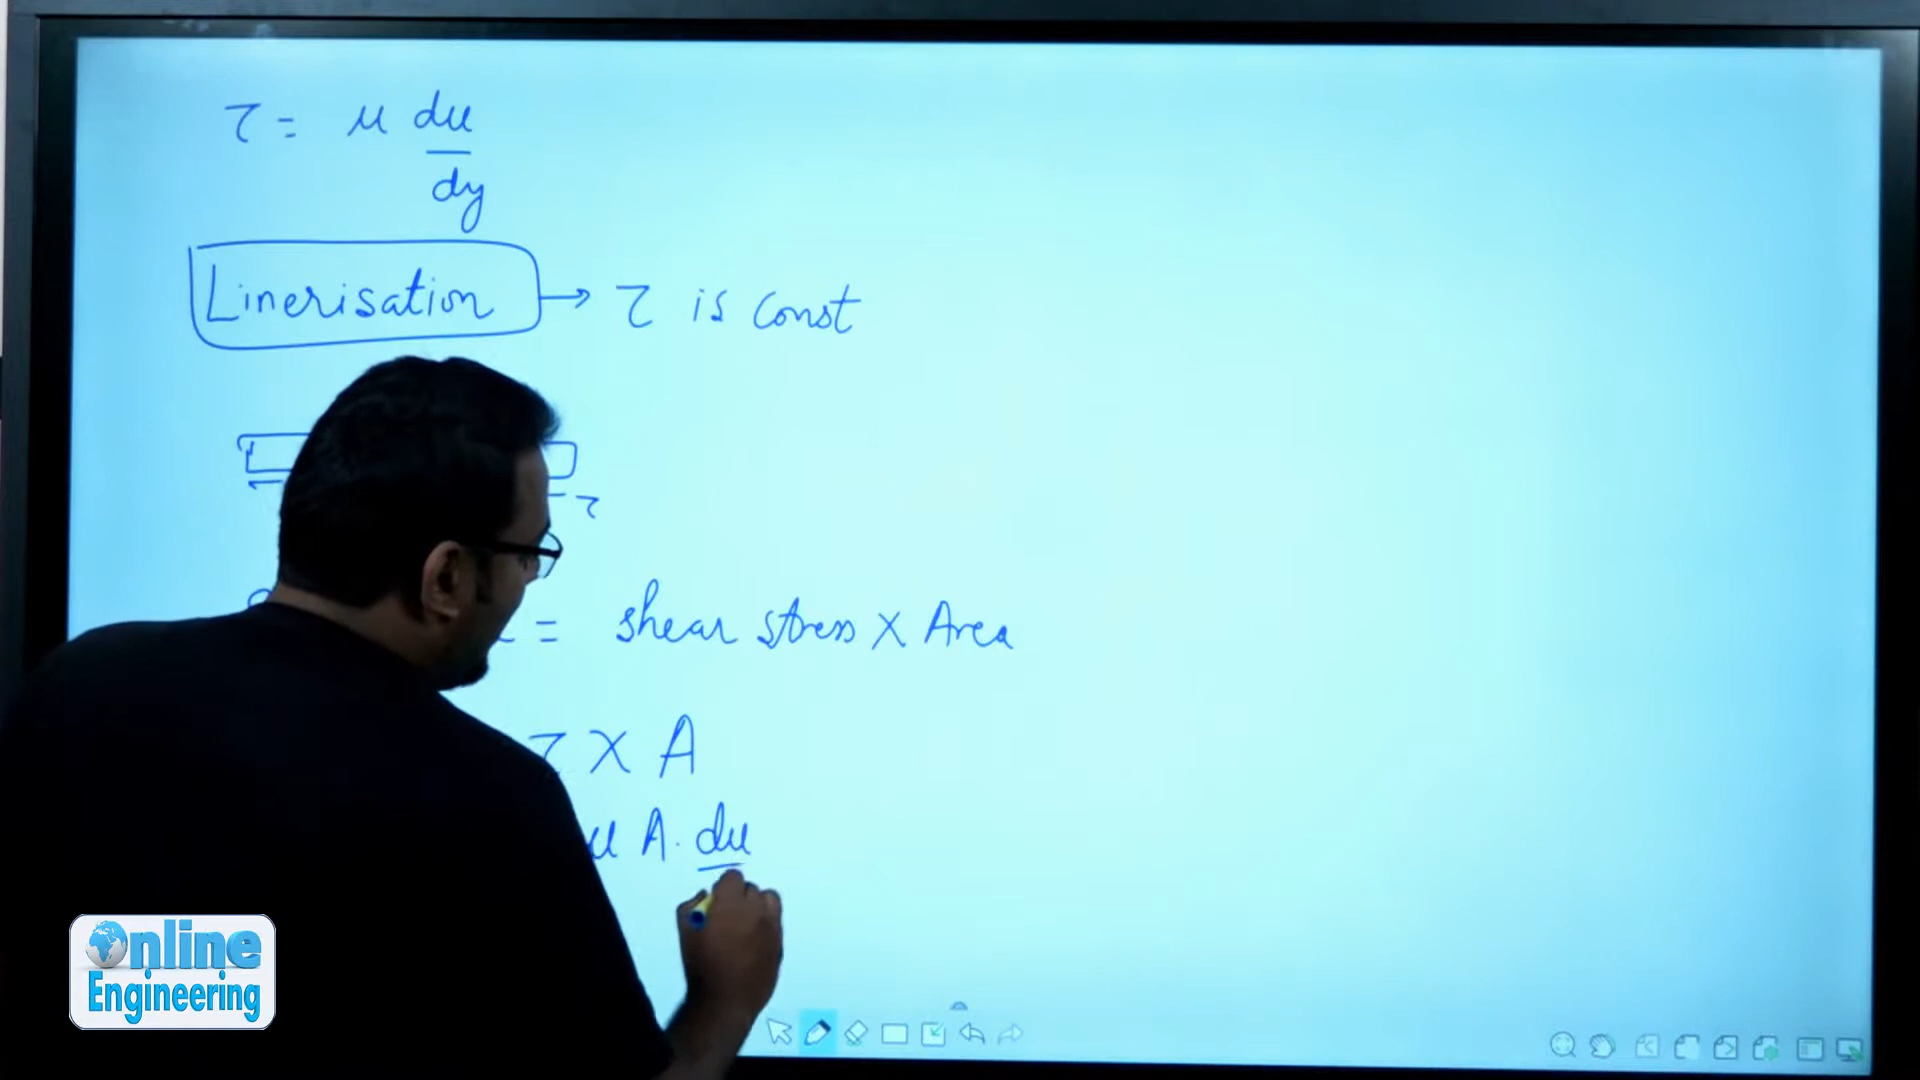 τ = μ du
dy
Linerisation → τ is const
τ
= shear stress X Area
τ X A
μ A. du
Online
Engineering